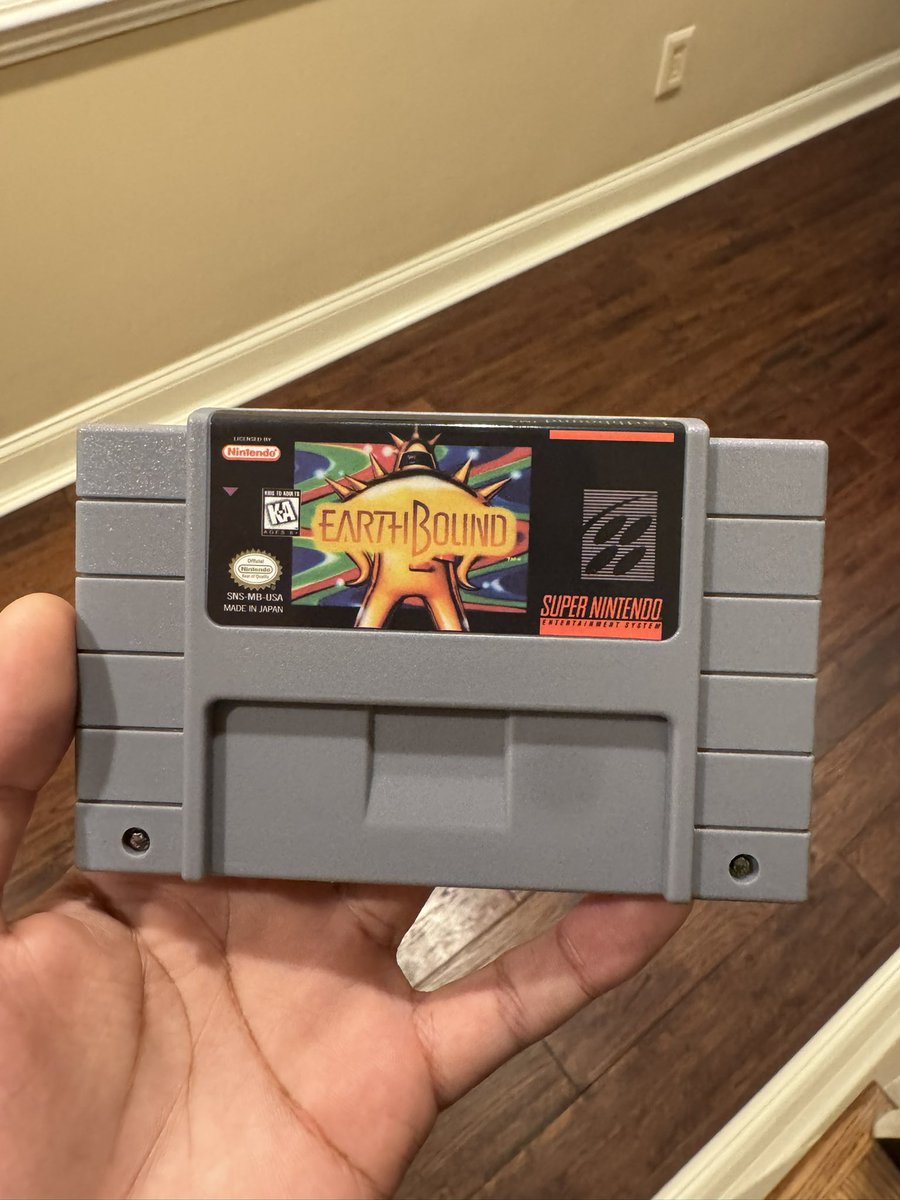 LICENSED BY
Nintendo®
KIDS TO ADULTS
K-A
AGES 6+
EARTHBOUND
TM
Official
Nintendo
Seal of Quality
SNS-MB-USA
MADE IN JAPAN
SUPER NINTENDO
ENTERTAINMENT SYSTEM